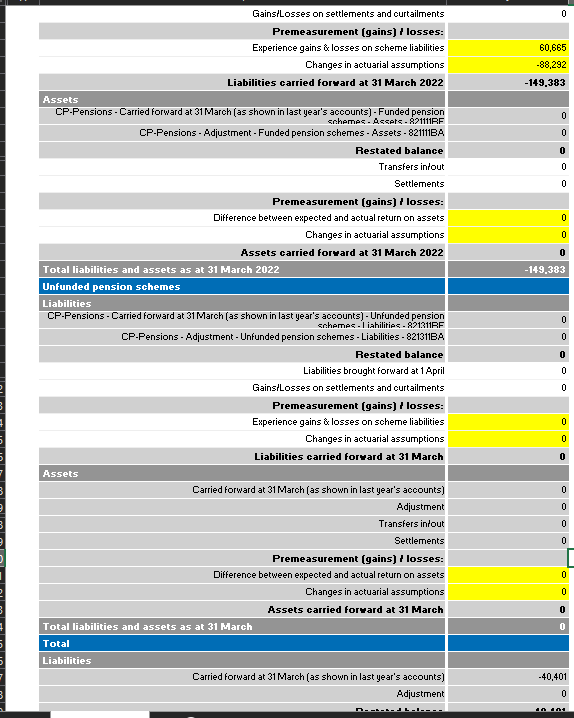 Gains/Losses on settlements and curtailments 0
Premeasurement (gains) / losses:
Experience gains & losses on scheme liabilities 60,665
Changes in actuarial assumptions -88,292
Liabilities carried forward at 31 March 2022 -149,383
Assets
CP-Pensions - Carried forward at 31 March (as shown in last year's accounts) - Funded pension
schemes - Assets - 821111BF 0
CP-Pensions - Adjustment - Funded pension schemes - Assets - 821111BA 0
Restated balance 0
Transfers in/out 0
Settlements 0
Premeasurement (gains) / losses:
Difference between expected and actual return on assets 0
Changes in actuarial assumptions 0
Assets carried forward at 31 March 2022 0
Total liabilities and assets as at 31 March 2022 -149,383
Unfunded pension schemes
Liabilities
CP-Pensions - Carried forward at 31 March (as shown in last year's accounts) - Unfunded pension
schemes - Liabilities - 821311BF 0
CP-Pensions - Adjustment - Unfunded pension schemes - Liabilities - 821311BA 0
Restated balance 0
Liabilities brought forward at 1 April 0
Gains/Losses on settlements and curtailments 0
Premeasurement (gains) / losses:
Experience gains & losses on scheme liabilities 0
Changes in actuarial assumptions 0
Liabilities carried forward at 31 March 0
Assets
Carried forward at 31 March (as shown in last year's accounts) 0
Adjustment 0
Transfers in/out 0
Settlements 0
Premeasurement (gains) / losses:
Difference between expected and actual return on assets 0
Changes in actuarial assumptions 0
Assets carried forward at 31 March 0
Total liabilities and assets as at 31 March 0
Total
Liabilities
Carried forward at 31 March (as shown in last year's accounts) -40,401
Adjustment 0
Restated balance